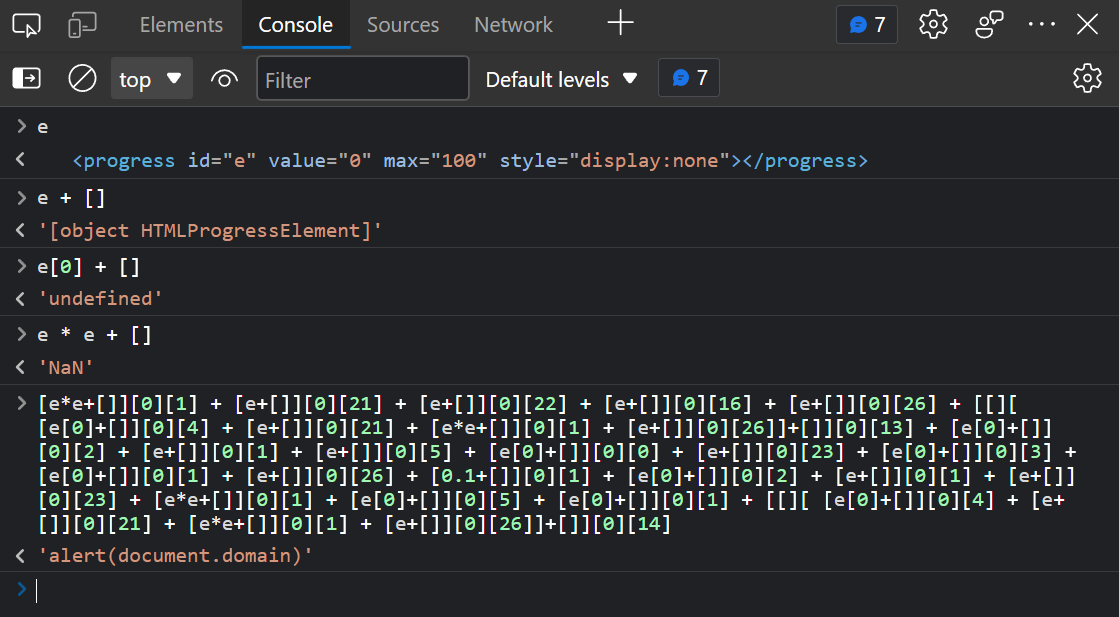 Elements Console Sources Network 7
top Filter Default levels 7
e
<progress id="e" value="0" max="100" style="display:none"></progress>
e + []
'[object HTMLProgressElement]'
e[0] + []
'undefined'
e * e + []
'NaN'
[e*e+[]][0][1] + [e+[]][0][21] + [e+[]][0][22] + [e+[]][0][16] + [e+[]][0][26] + [[][
[e[0]+[]][0][4] + [e+[]][0][21] + [e*e+[]][0][1] + [e+[]][0][26]]+[]][0][13] + [e[0]+[]]
[0][2] + [e+[]][0][1] + [e+[]][0][5] + [e[0]+[]][0][0] + [e+[]][0][23] + [e[0]+[]][0][3] +
[e[0]+[]][0][1] + [e+[]][0][26] + [0.1+[]][0][1] + [e[0]+[]][0][2] + [e+[]][0][1] + [e+[]]
[0][23] + [e*e+[]][0][1] + [e[0]+[]][0][5] + [e[0]+[]][0][1] + [[][ [e[0]+[]][0][4] + [e+
[]][0][21] + [e*e+[]][0][1] + [e+[]][0][26]]+[]][0][14]
'alert(document.domain)'